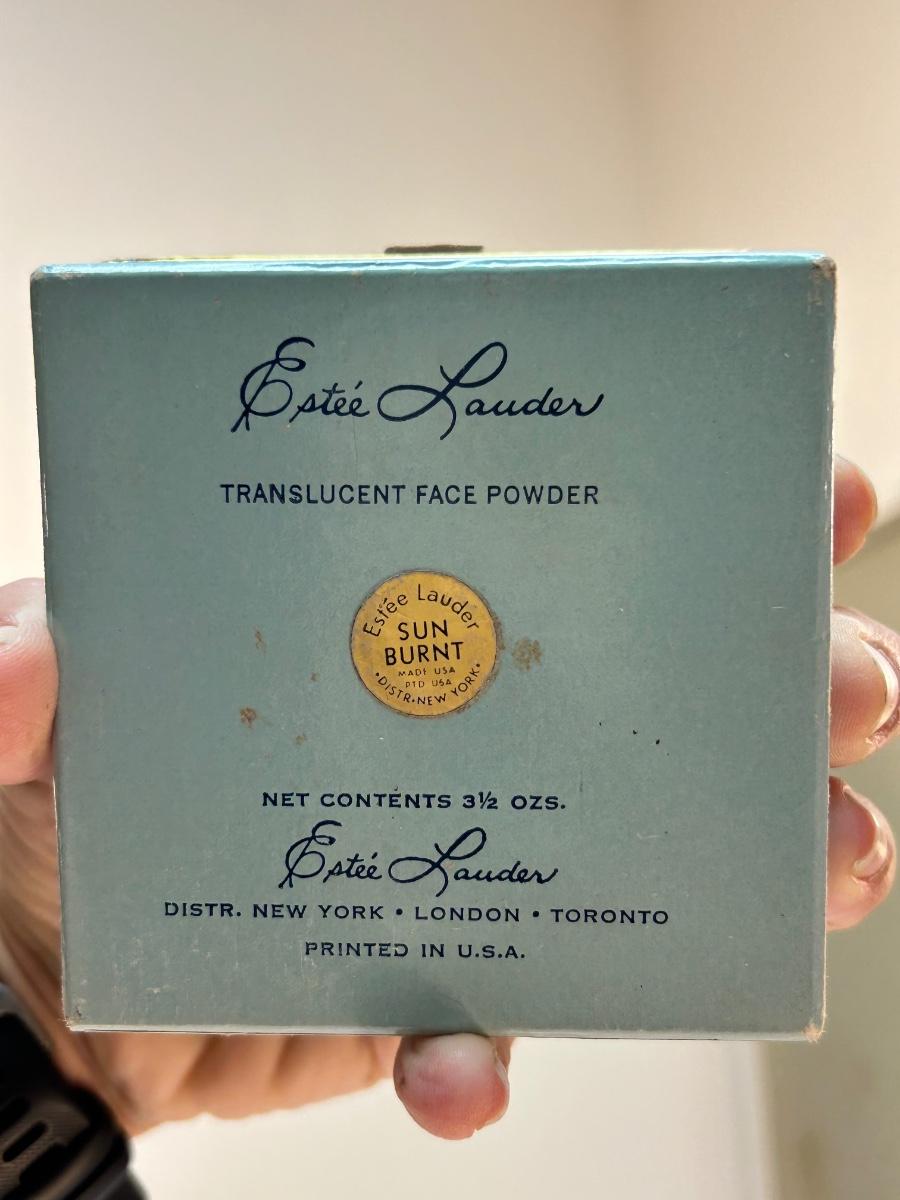 Estée Lauder
TRANSLUCENT FACE POWDER
Estée Lauder
SUN
BURNT
MADE USA
PTD USA
•DISTR•NEW YORK•
NET CONTENTS 3½ OZS.
Estée Lauder
DISTR. NEW YORK • LONDON • TORONTO
PRINTED IN U.S.A.